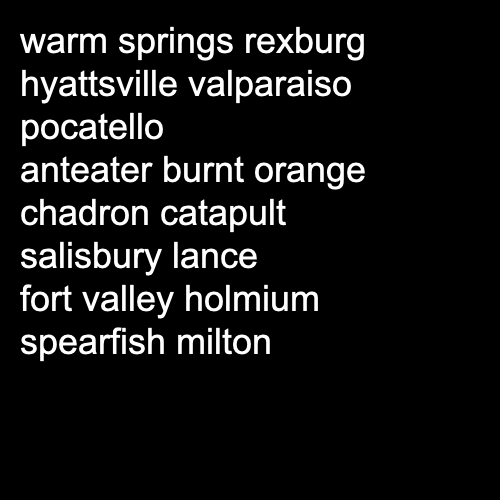 warm springs rexburg
hyattsville valparaiso
pocatello
anteater burnt orange
chadron catapult
salisbury lance
fort valley holmium
spearfish milton